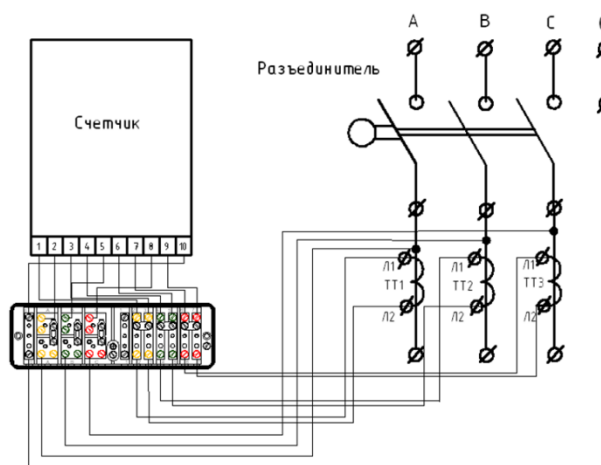 А В С
Разъединитель
Счетчик
1 2 3 4 5 6 7 8 9 10
Л1 Л1 Л1
ТТ1 ТТ2 ТТ3
Л2 Л2 Л2